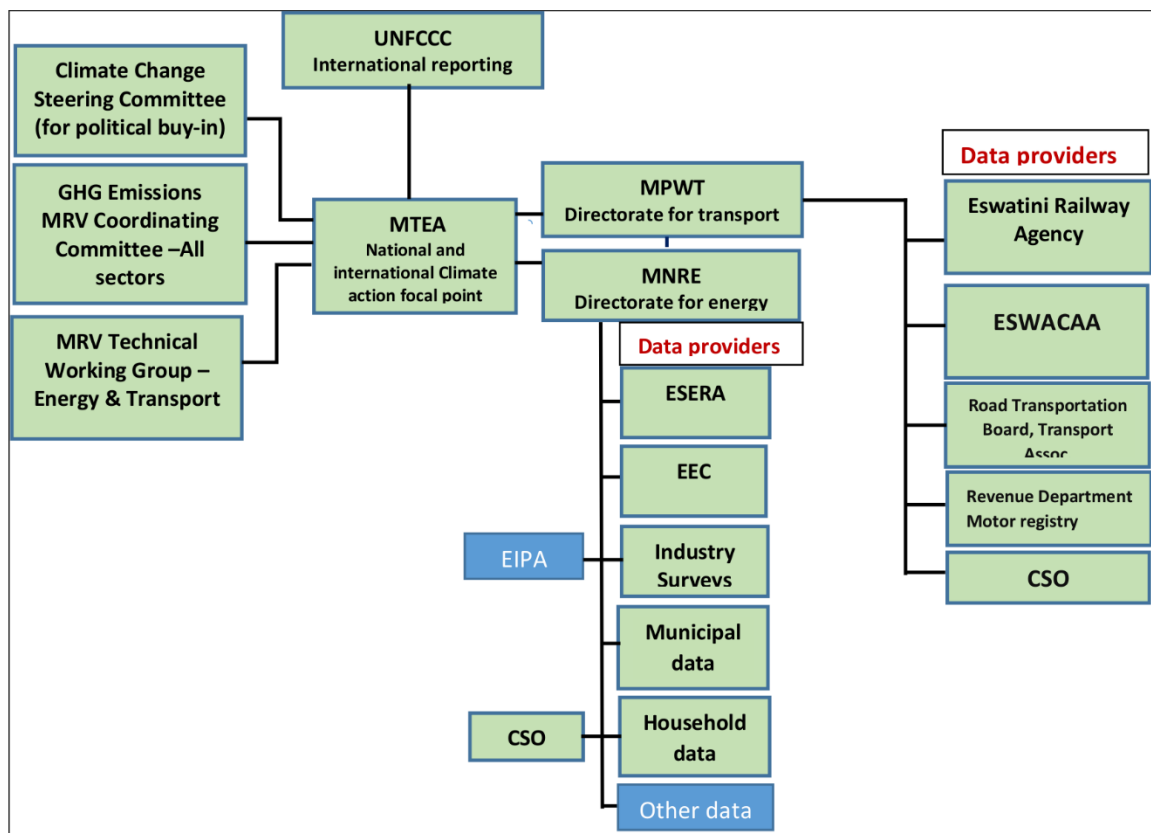 UNFCCC
International reporting
Climate Change
Steering Committee
(for political buy-in)
GHG Emissions
MRV Coordinating
Committee –All
sectors
MRV Technical
Working Group –
Energy & Transport
MTEA
National and
international Climate
action focal point
MPWT
Directorate for transport
MNRE
Directorate for energy
Data providers
ESERA
EEC
EIPA
Industry
Surveys
Municipal
data
CSO
Household
data
Other data
Data providers
Eswatini Railway
Agency
ESWACAA
Road Transportation
Board, Transport
Assoc
Revenue Department
Motor registry
CSO